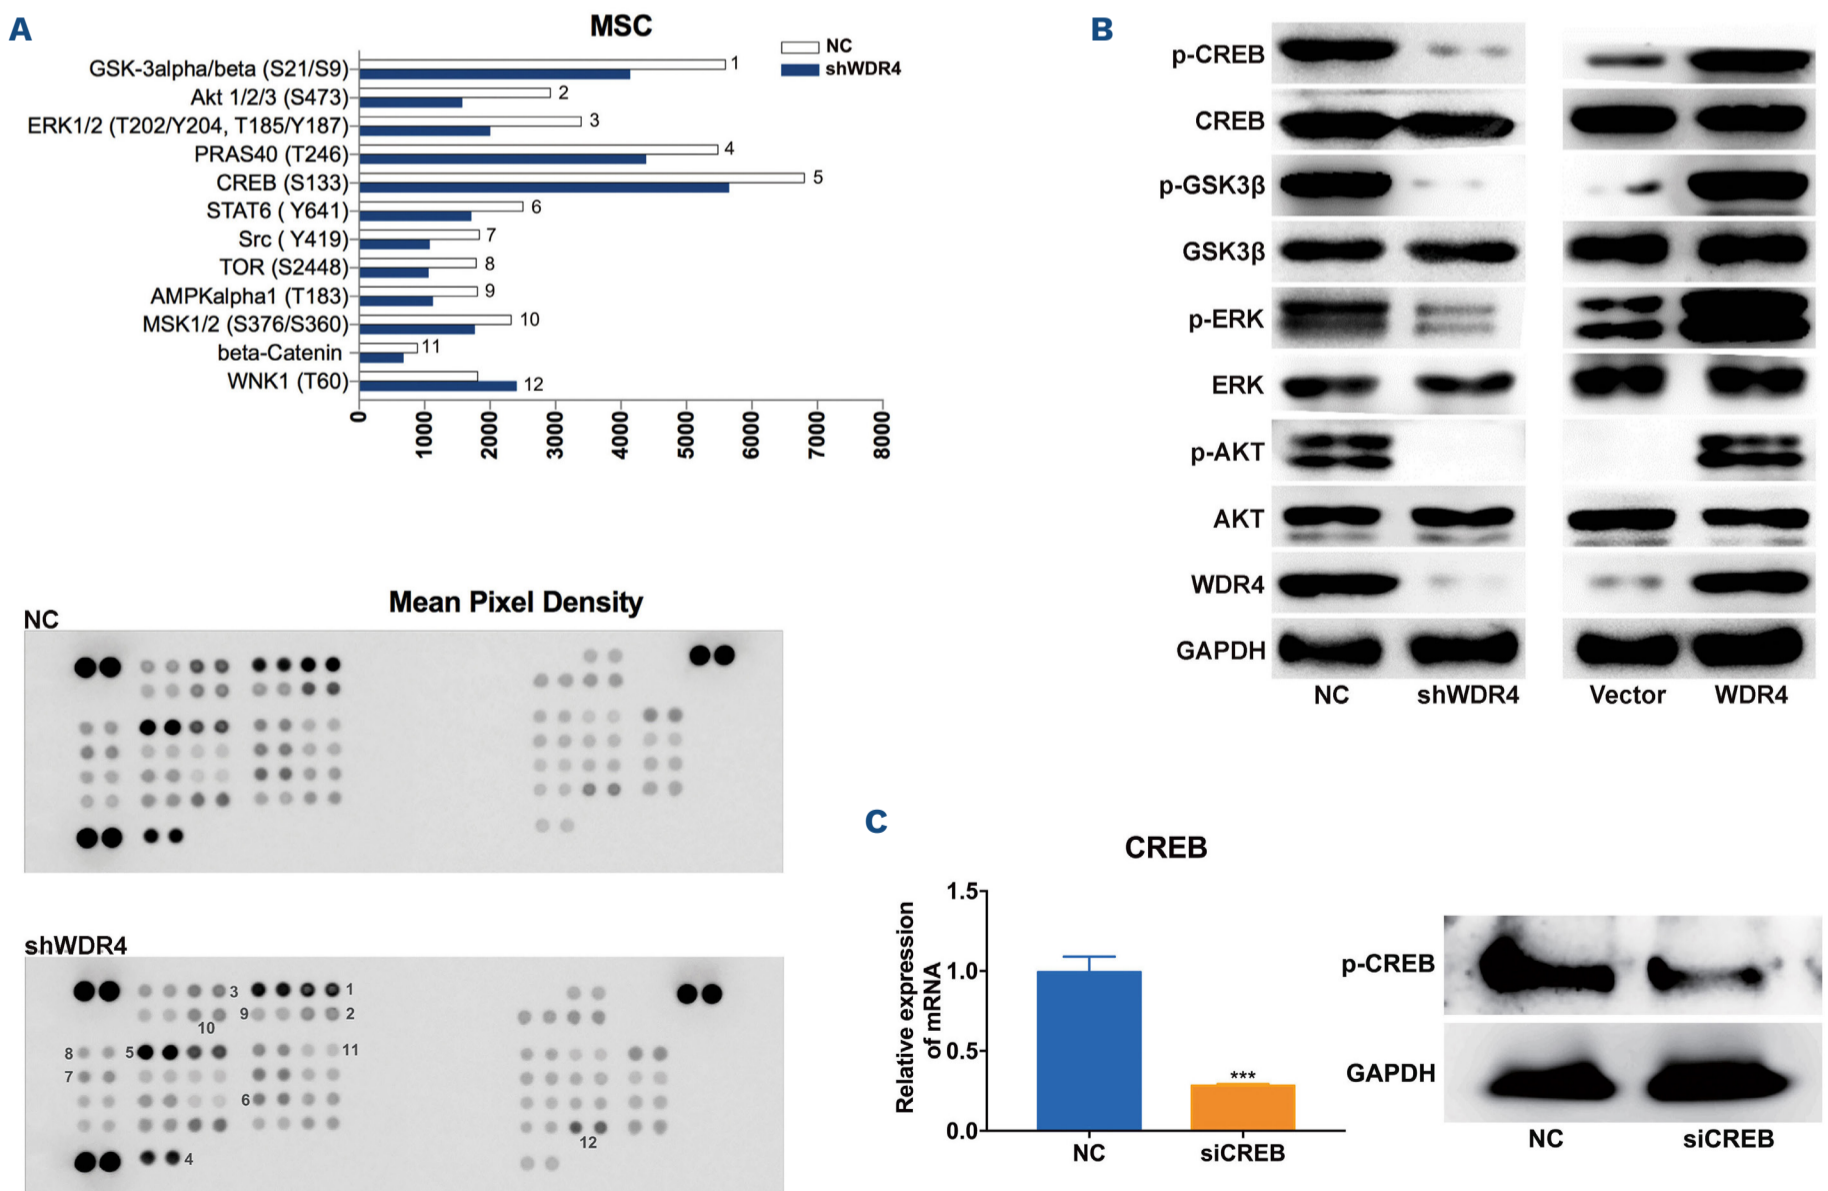 A
MSC
NC
shWDR4
GSK-3alpha/beta (S21/S9)
1
Akt 1/2/3 (S473)
2
ERK1/2 (T202/Y204, T185/Y187)
3
PRAS40 (T246)
4
CREB (S133)
5
STAT6 ( Y641)
6
Src ( Y419)
7
TOR (S2448)
8
AMPKalpha1 (T183)
9
MSK1/2 (S376/S360)
10
beta-Catenin
11
WNK1 (T60)
12
0 1000 2000 3000 4000 5000 6000 7000 8000
Mean Pixel Density
NC
shWDR4
3 1
9 2
10
8 5 11
7
6
12
4
B
p-CREB
CREB
p-GSK3β
GSK3β
p-ERK
ERK
p-AKT
AKT
WDR4
GAPDH
NC shWDR4 Vector WDR4
C
CREB
Relative expression
of mRNA
1.5
1.0
0.5
0.0
***
NC siCREB
p-CREB
GAPDH
NC siCREB